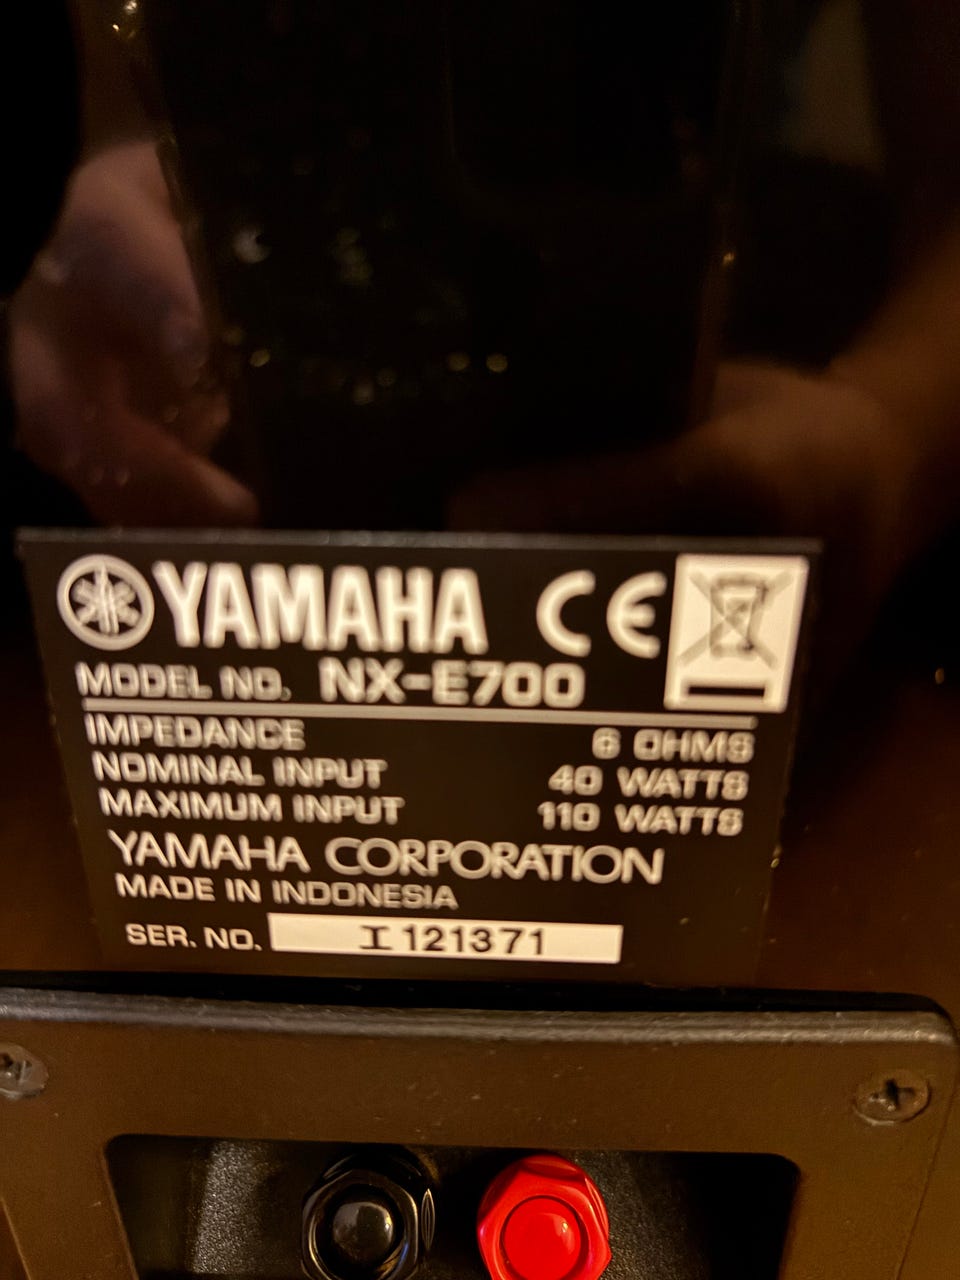 YAMAHA CE
MODEL NO. NX-E700
IMPEDANCE 6 OHMS
NOMINAL INPUT 40 WATTS
MAXIMUM INPUT 110 WATTS
YAMAHA CORPORATION
MADE IN INDONESIA
SER. NO. I 121371